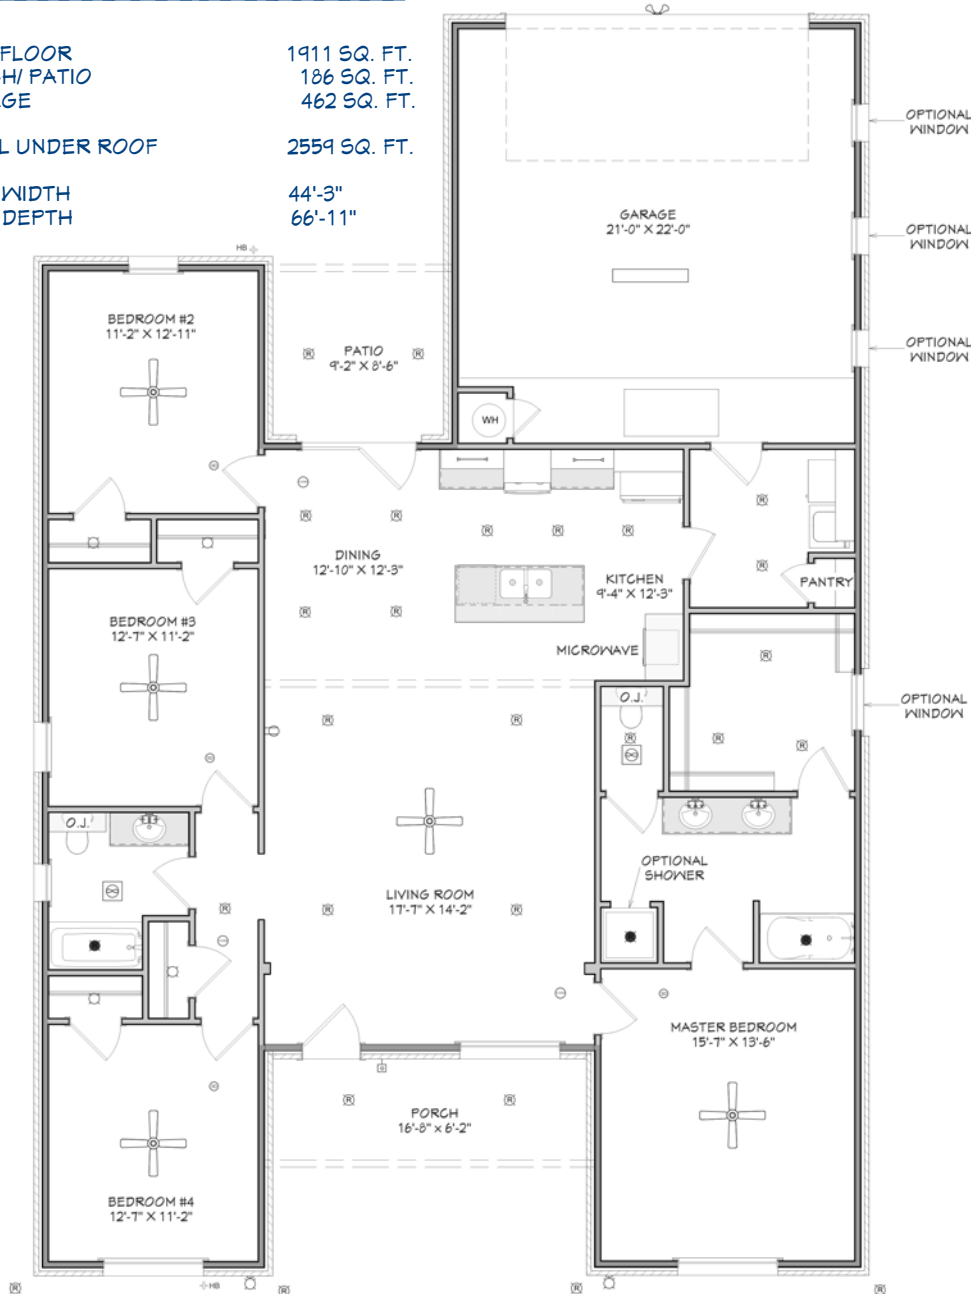 FLOOR 1911 SQ. FT.
H/ PATIO 186 SQ. FT.
GE 462 SQ. FT.
L UNDER ROOF 2559 SQ. FT.
WIDTH 44'-3"
DEPTH 66'-11"
OPTIONAL
WINDOW
GARAGE
21'-0" X 22'-0"
OPTIONAL
WINDOW
HB
BEDROOM #2
11'-2" X 12'-11"
PATIO
9'-2" X 8'-6"
OPTIONAL
WINDOW
WH
DINING
12'-10" X 12'-3"
KITCHEN
9'-4" X 12'-3"
PANTRY
BEDROOM #3
12'-7" X 11'-2"
MICROWAVE
O.J.
OPTIONAL
WINDOW
O.J.
OPTIONAL
SHOWER
LIVING ROOM
17'-7" X 14'-2"
MASTER BEDROOM
15'-7" X 13'-6"
PORCH
16'-8" x 6'-2"
BEDROOM #4
12'-7" X 11'-2"
HB